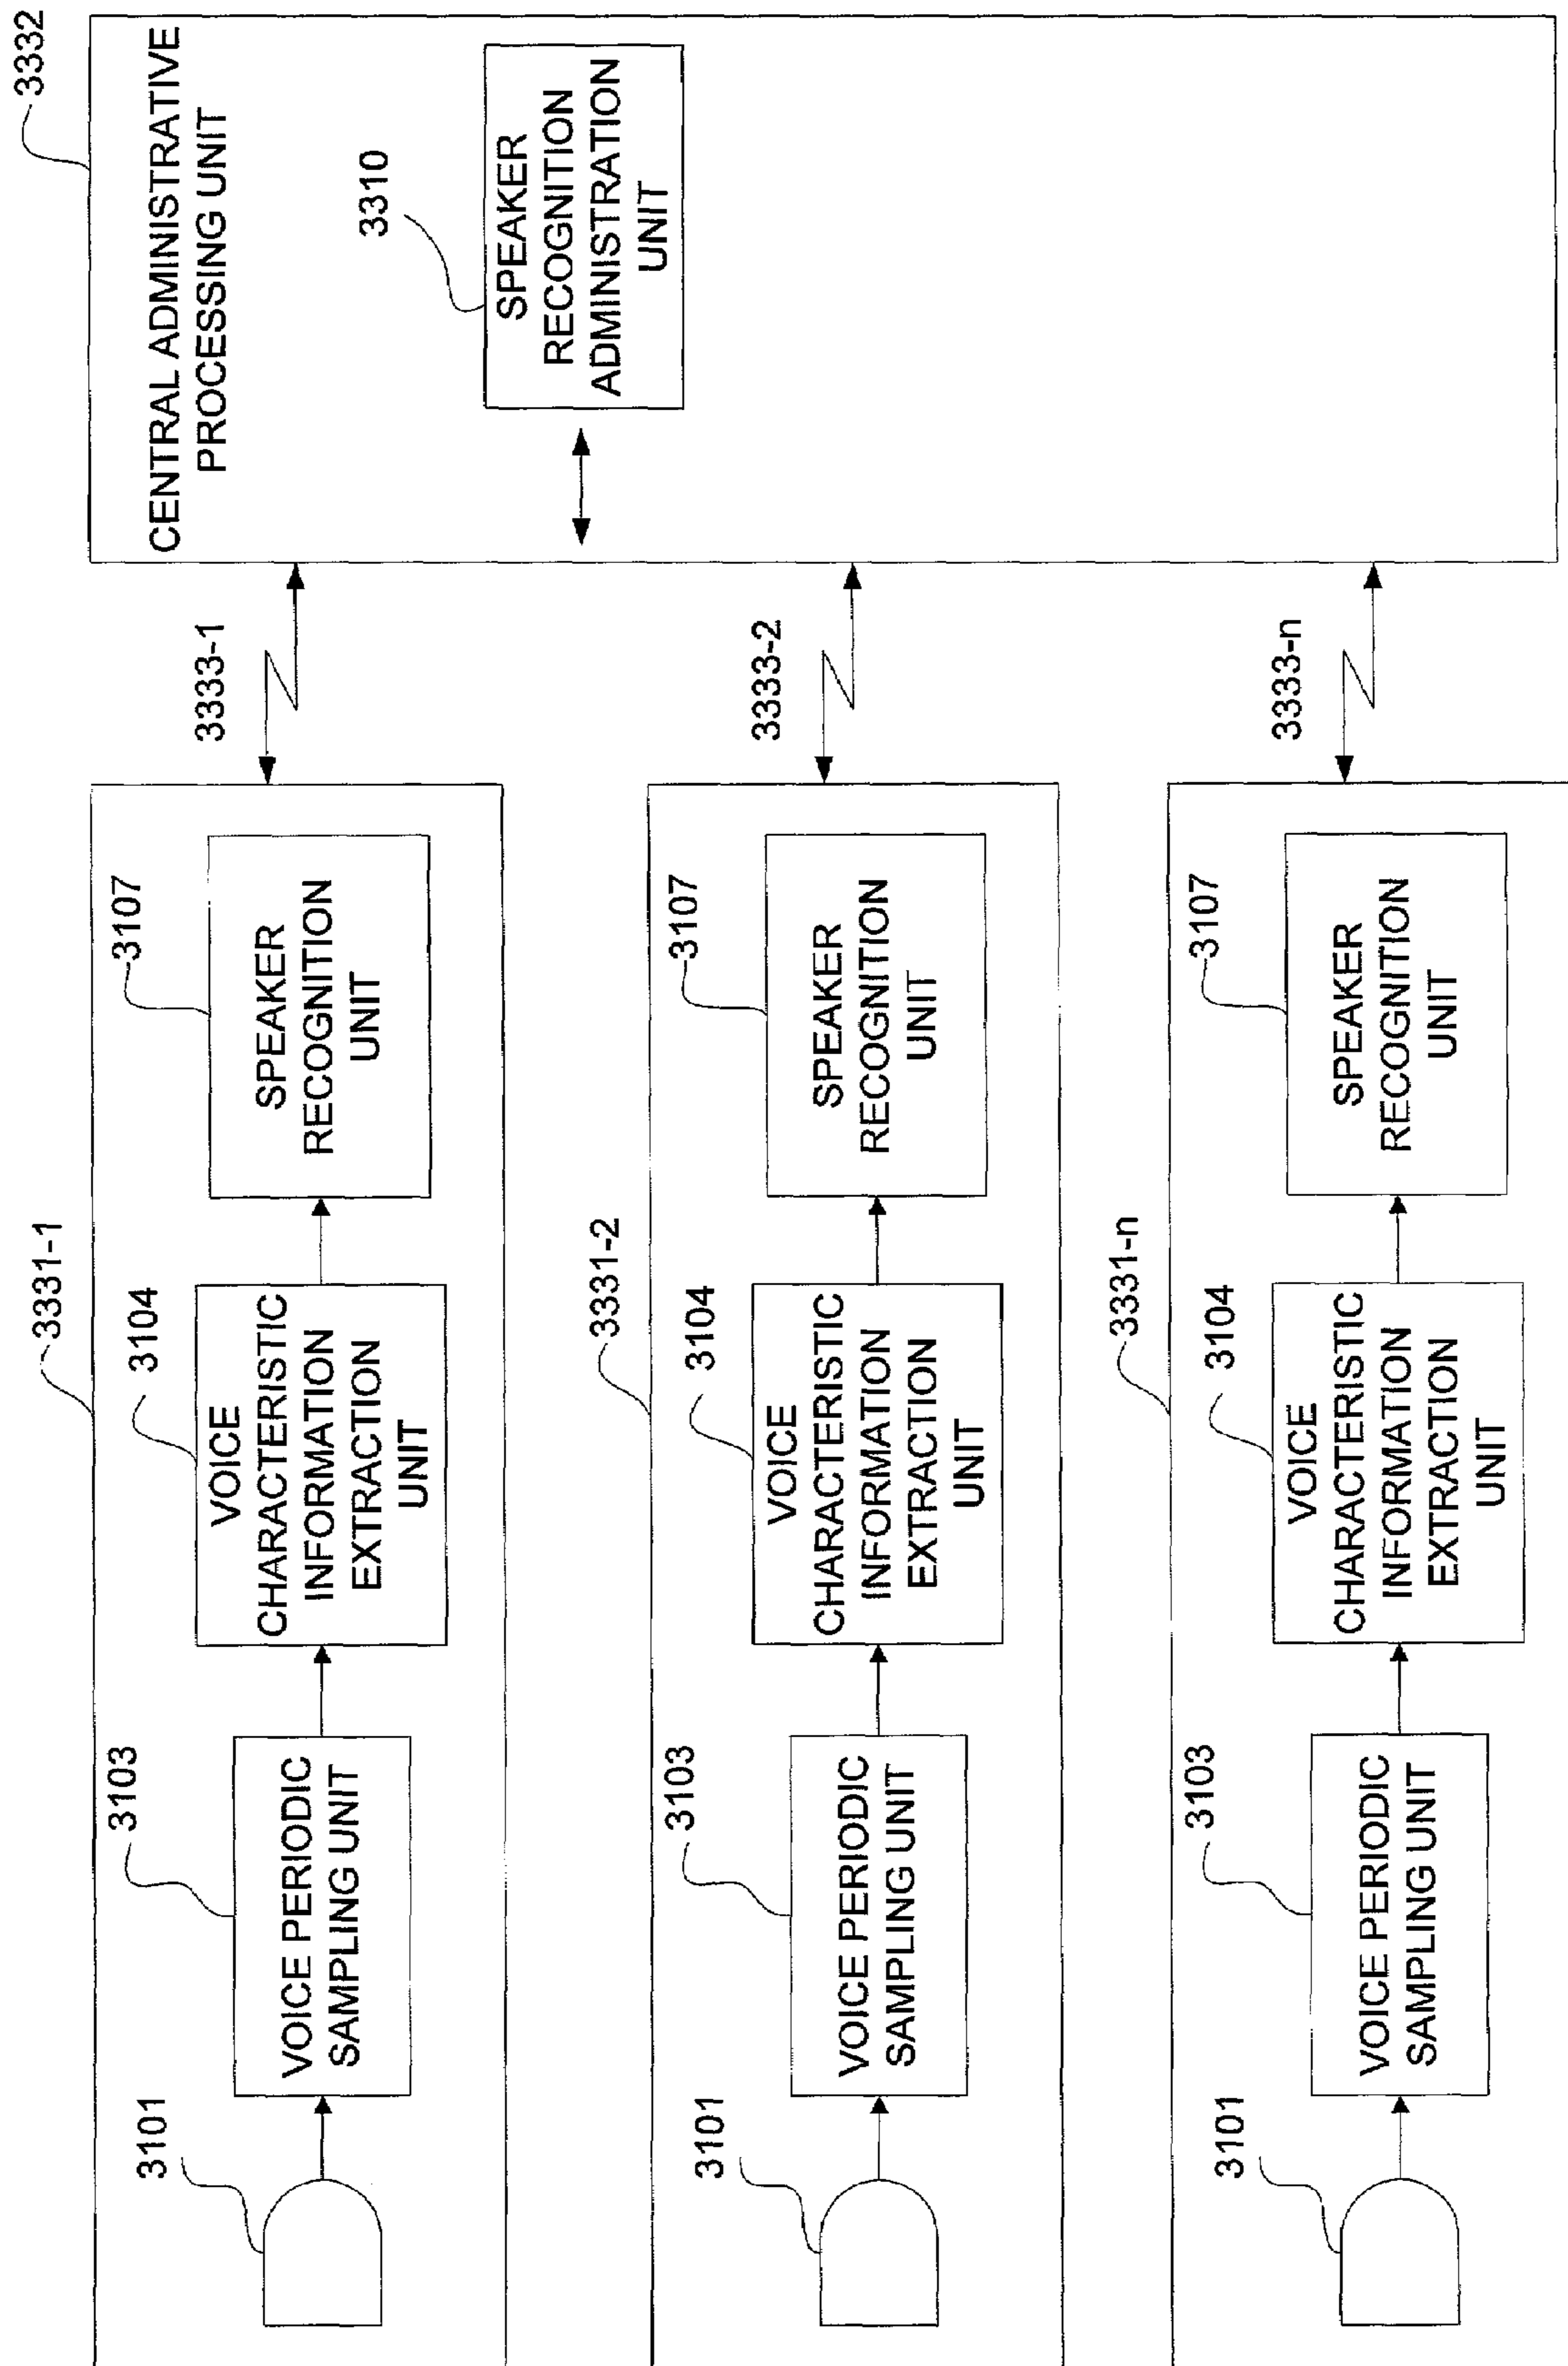 3331-1
3101
3103
VOICE PERIODIC
SAMPLING UNIT
3104
VOICE
CHARACTERISTIC
INFORMATION
EXTRACTION
UNIT
3107
SPEAKER
RECOGNITION
UNIT
3333-1
3332
CENTRAL ADMINISTRATIVE
PROCESSING UNIT
3310
SPEAKER
RECOGNITION
ADMINISTRATION
UNIT
3331-2
3101
3103
VOICE PERIODIC
SAMPLING UNIT
3104
VOICE
CHARACTERISTIC
INFORMATION
EXTRACTION
UNIT
3107
SPEAKER
RECOGNITION
UNIT
3333-2
3331-n
3101
3103
VOICE PERIODIC
SAMPLING UNIT
3104
VOICE
CHARACTERISTIC
INFORMATION
EXTRACTION
UNIT
3107
SPEAKER
RECOGNITION
UNIT
3333-n